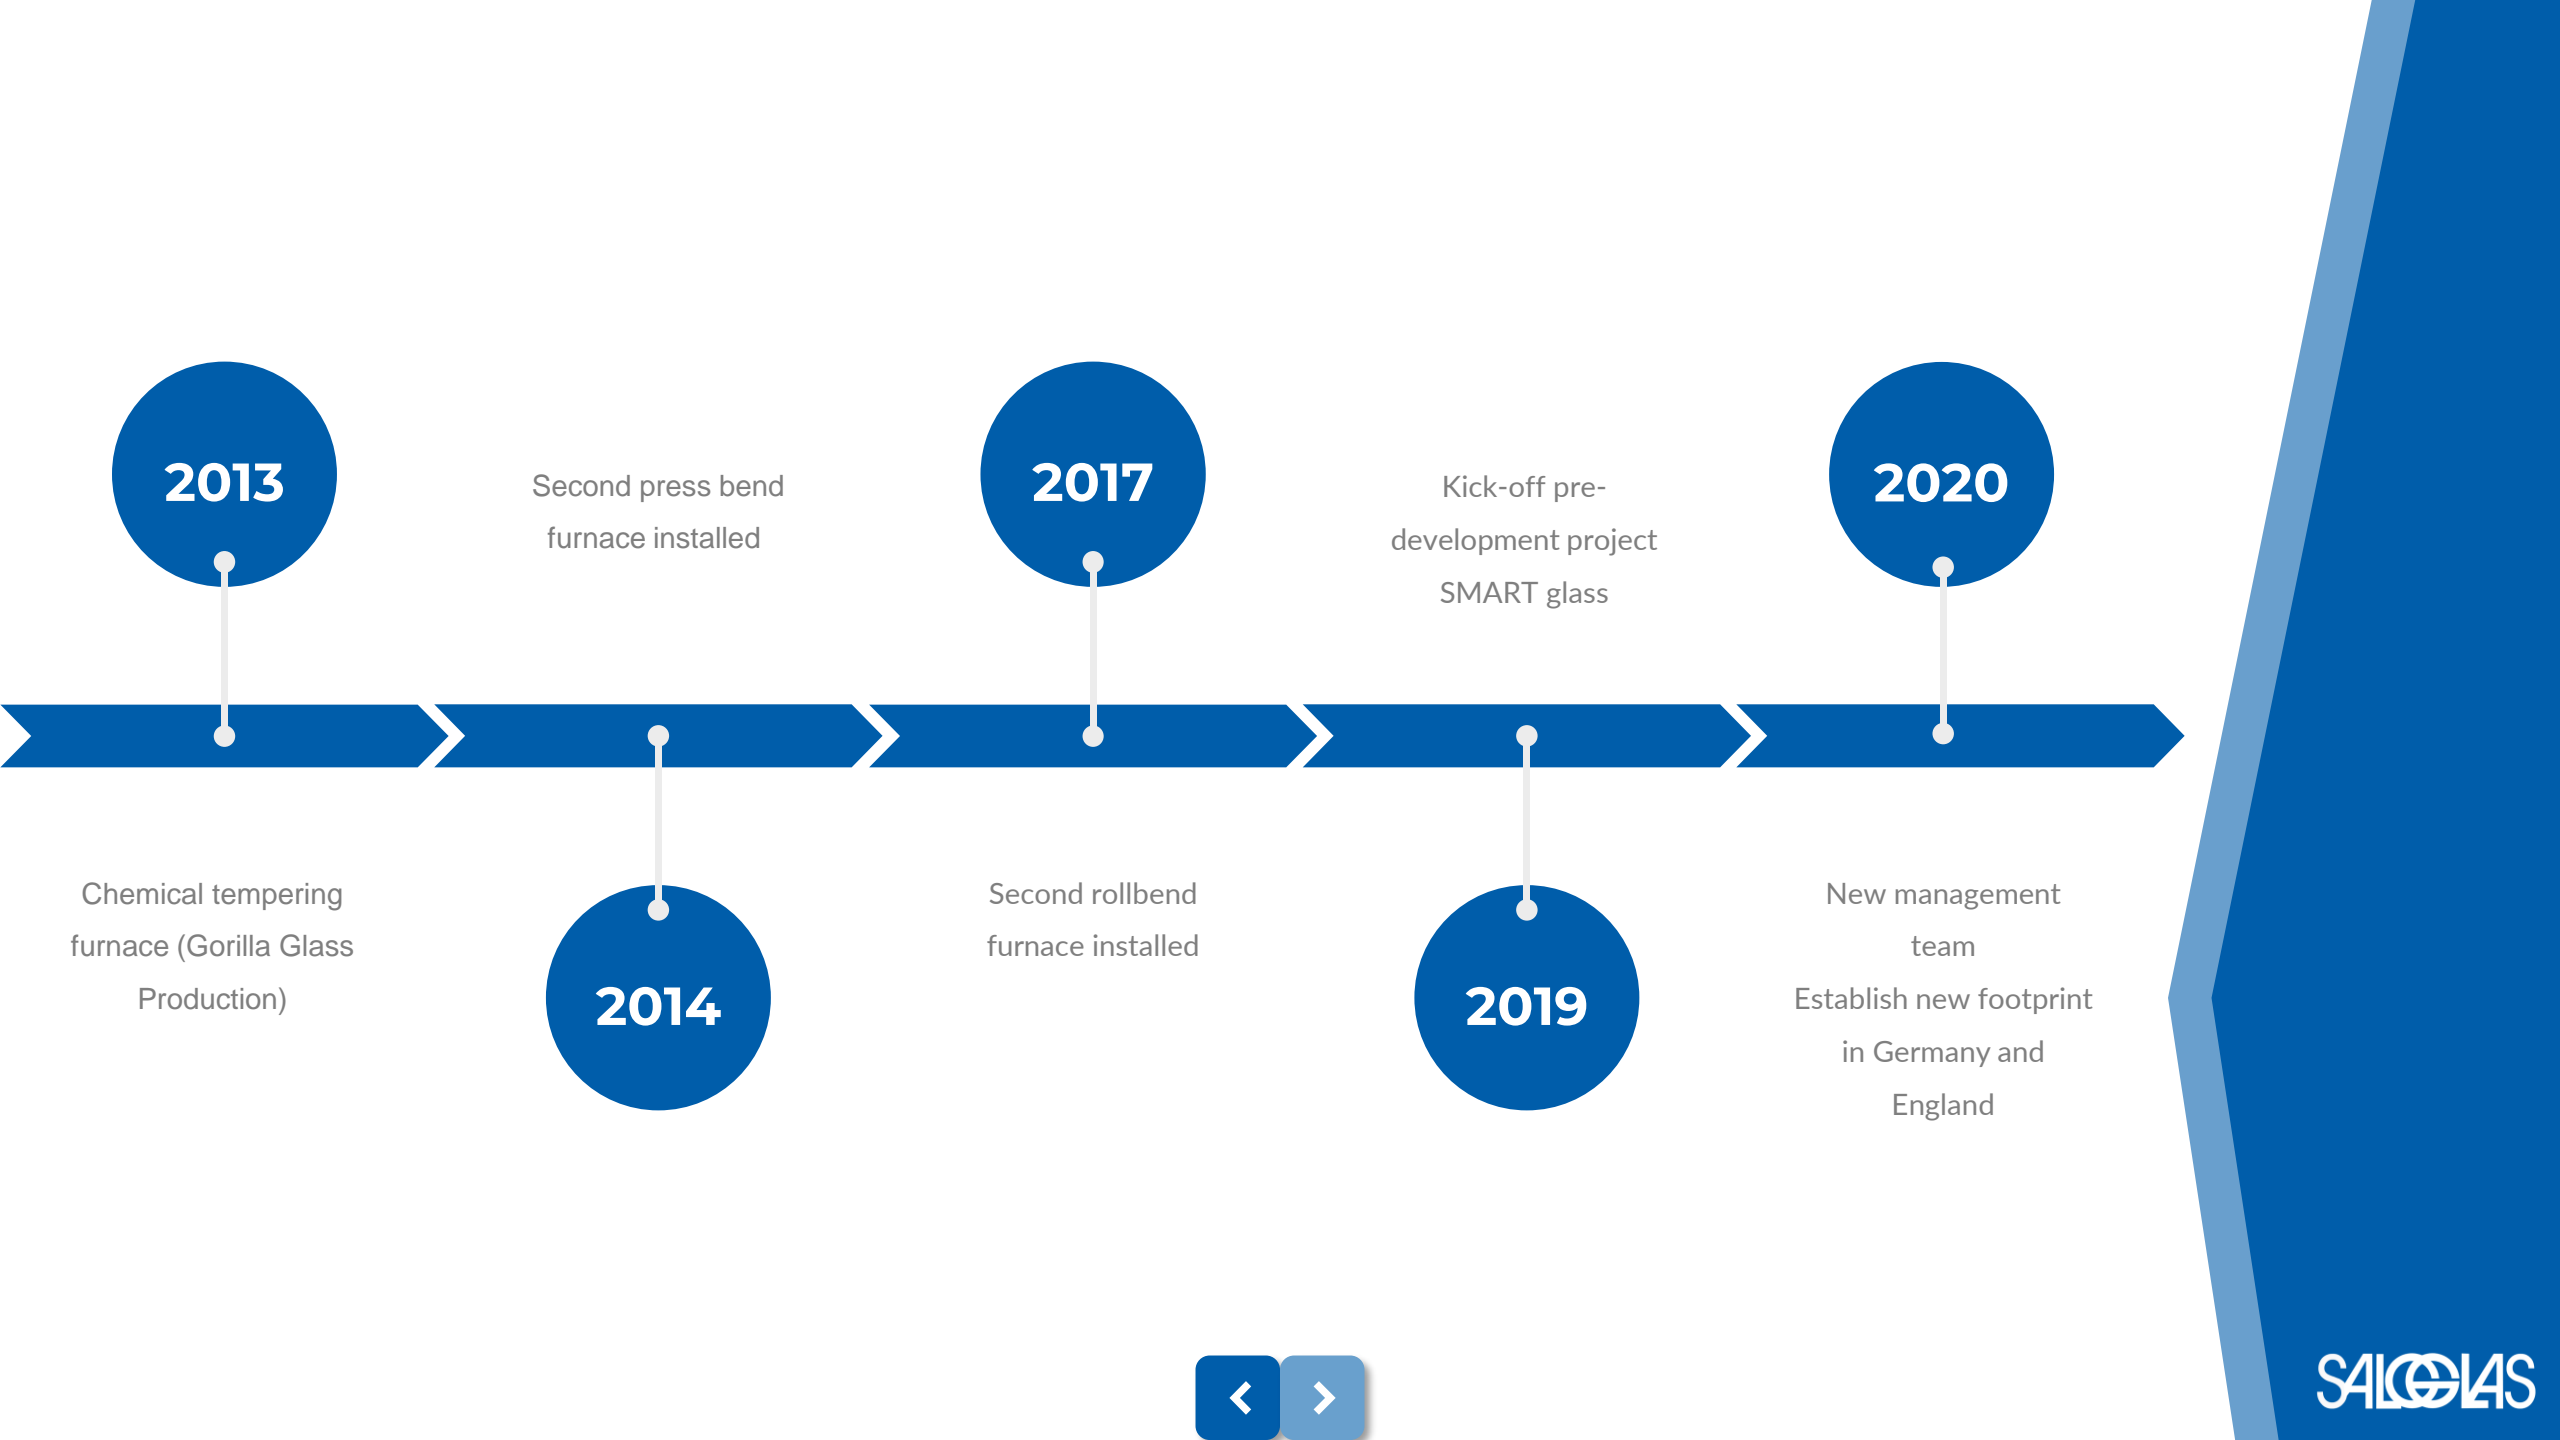 2013
Chemical tempering
furnace (Gorilla Glass
Production)
Second press bend
furnace installed
2014
2017
Second rollbend
furnace installed
Kick-off pre-
development project
SMART glass
2019
2020
New management
team
Establish new footprint
in Germany and
England